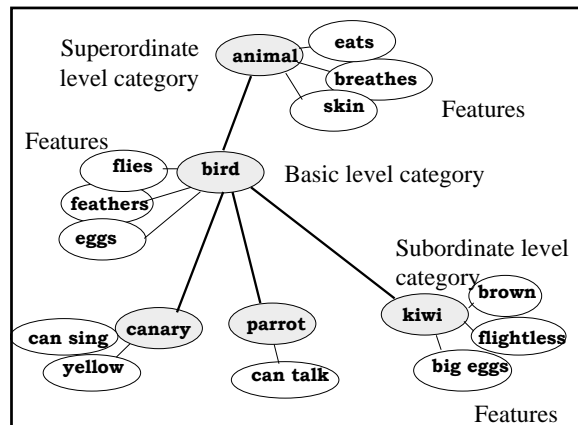 Superordinate
level category
animal
eats
breathes
skin
Features
Features
flies
feathers
eggs
bird
Basic level category
Subordinate level
category
canary
can sing
yellow
parrot
can talk
kiwi
brown
flightless
big eggs
Features